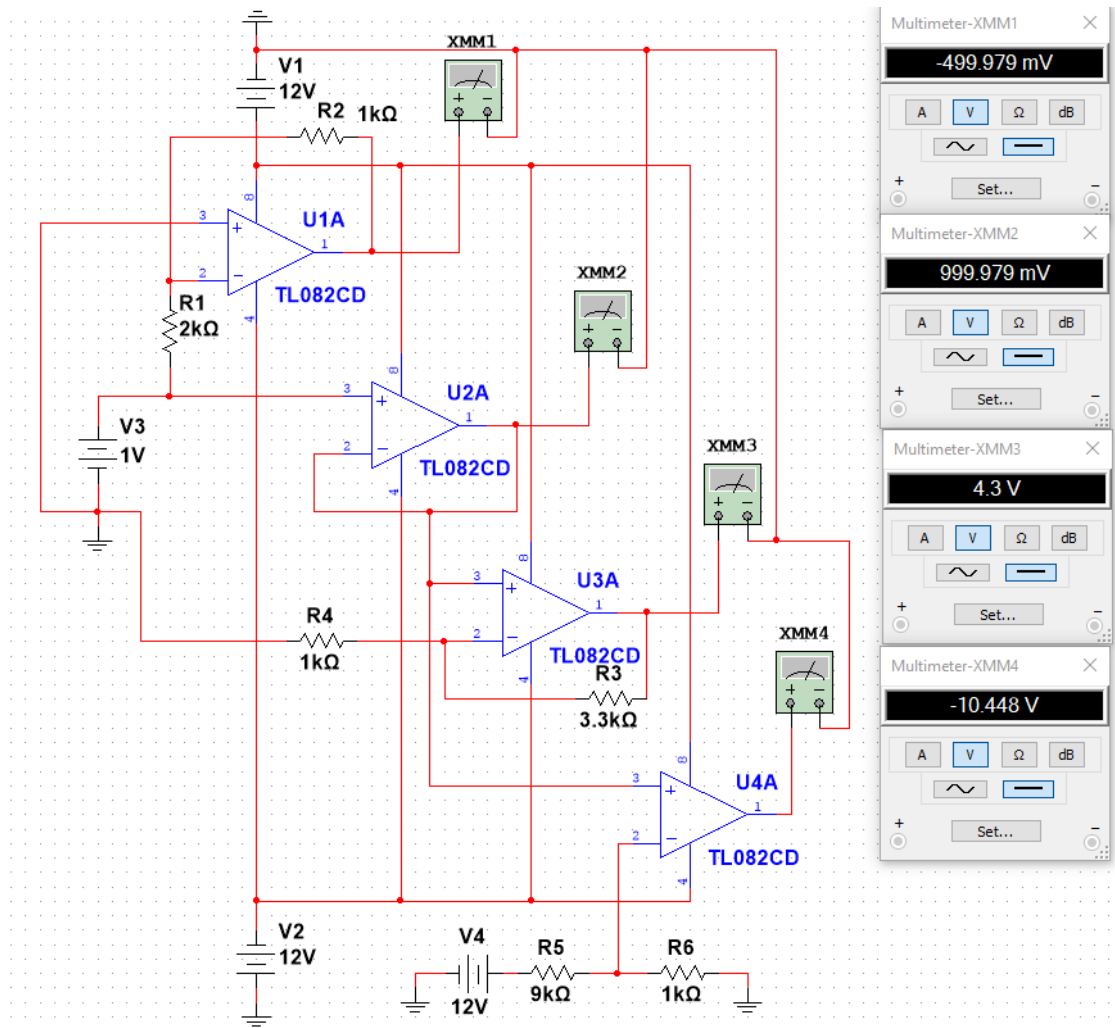 XMM1
V1
12V
R2 1kΩ
8
3
U1A
1
2
TL082CD
4
R1
2kΩ
XMM2
8
3
U2A
1
2
TL082CD
4
V3
1V
XMM3
8
3
U3A
1
2
TL082CD
4
R4
1kΩ
R3
3.3kΩ
XMM4
8
3
U4A
1
2
TL082CD
4
V2
12V
V4
12V
R5
9kΩ
R6
1kΩ
Multimeter-XMM1
-499.979 mV
A V Ω dB
Set...
+ −
Multimeter-XMM2
999.979 mV
A V Ω dB
Set...
+ −
Multimeter-XMM3
4.3 V
A V Ω dB
Set...
+ −
Multimeter-XMM4
-10.448 V
A V Ω dB
Set...
+ −